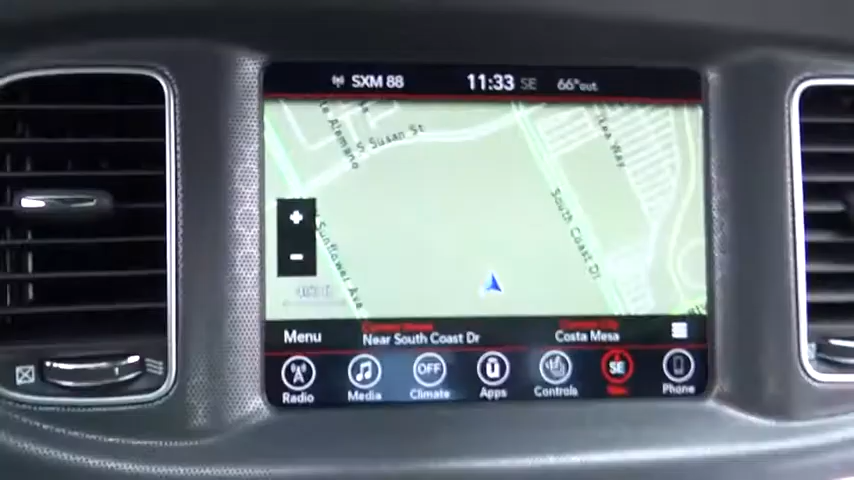 SXM 88 11:33 SE 66°out
S Susan St
Sunflower Ave
South Coast Dr
Menu
Near South Coast Dr
Costa Mesa
OFF
SE
Radio
Media
Climate
Apps
Controls
Phone